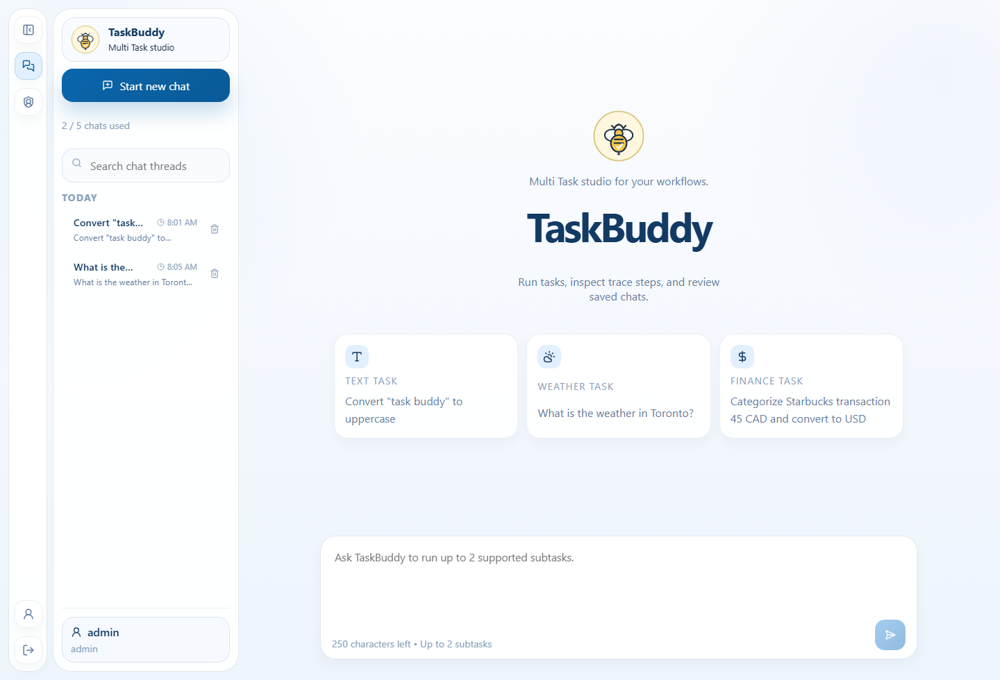 TaskBuddy
Multi Task studio
Start new chat
2 / 5 chats used
Search chat threads
TODAY
Convert "task... 8:01 AM
Convert "task buddy" to...
What is the... 8:05 AM
What is the weather in Toront...
admin
admin
Multi Task studio for your workflows.
TaskBuddy
Run tasks, inspect trace steps, and review
saved chats.
TEXT TASK
Convert "task buddy" to
uppercase
WEATHER TASK
What is the weather in Toronto?
FINANCE TASK
Categorize Starbucks transaction
45 CAD and convert to USD
Ask TaskBuddy to run up to 2 supported subtasks.
250 characters left • Up to 2 subtasks